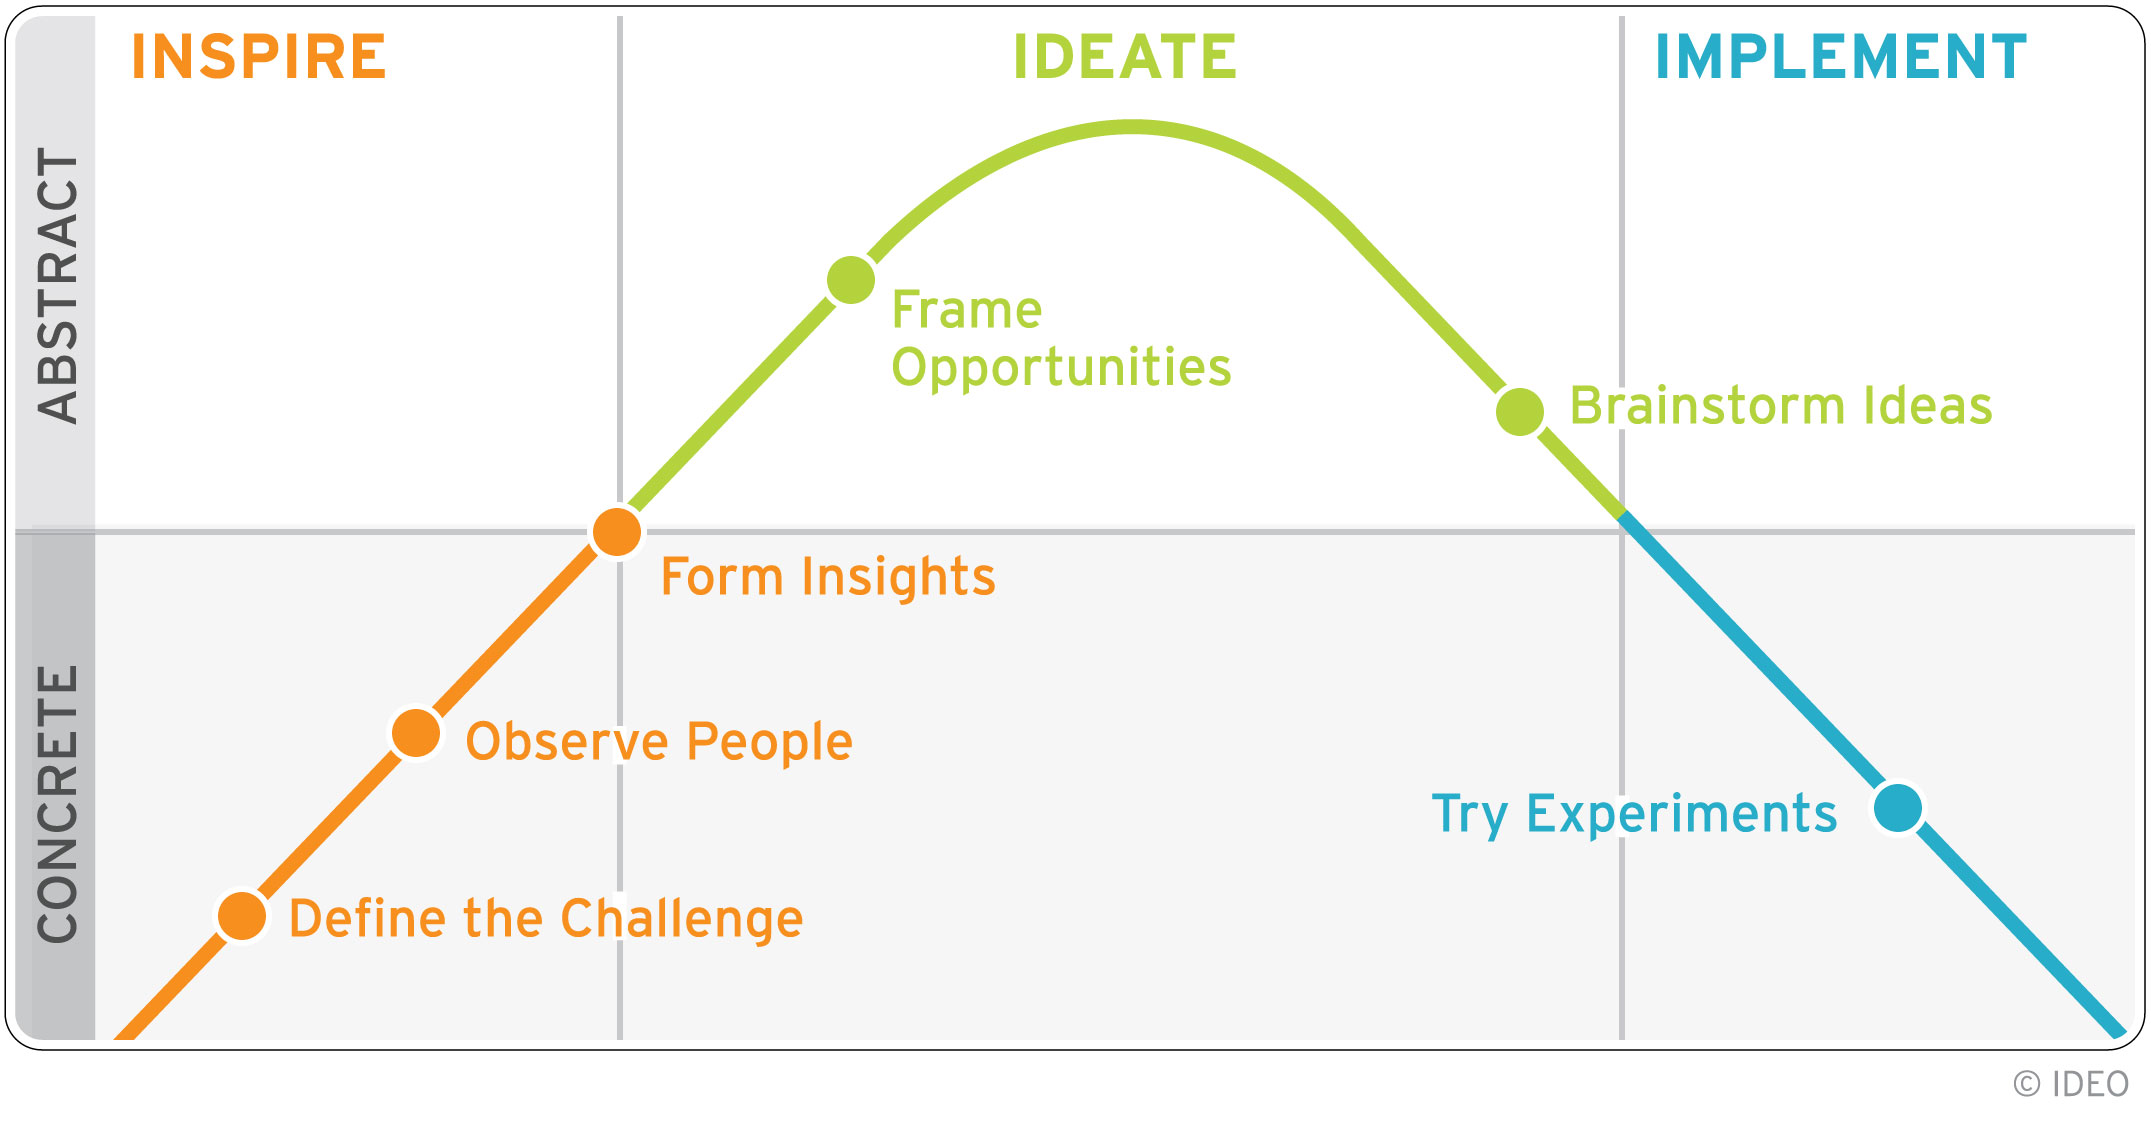 INSPIRE
IDEATE
IMPLEMENT
ABSTRACT
Frame
Opportunities
Brainstorm Ideas
Form Insights
CONCRETE
Observe People
Try Experiments
Define the Challenge
© IDEO